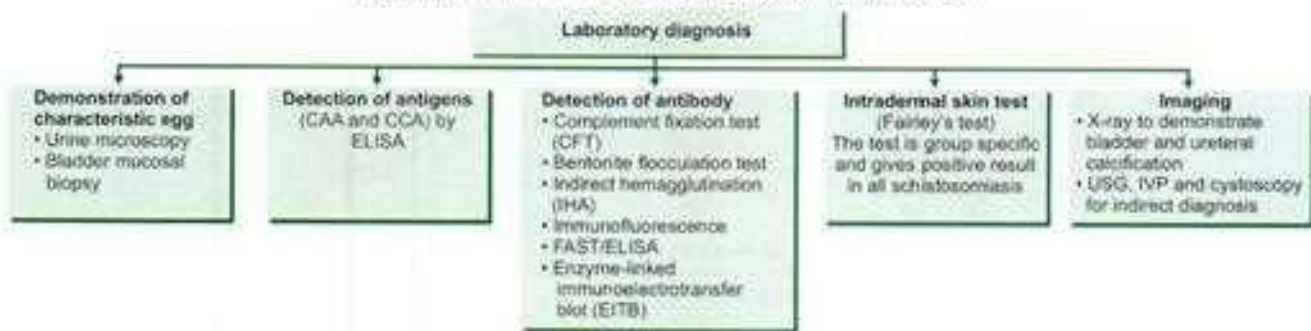 Laboratory diagnosis
Demonstration of
characteristic egg
• Urine microscopy
• Bladder mucosal
biopsy
Detection of antigens
(CAA and CCA) by
ELISA
Detection of antibody
• Complement fixation test
(CFT)
• Bentonite flocculation test
• Indirect hemagglutination
(IHA)
• Immunofluorescence
• FAST/ELISA
• Enzyme-linked
immunoelectrotransfer
blot (EITB)
Intradermal skin test
(Fairley's test)
The test is group specific
and gives positive result
in all schistosomiasis
Imaging
• X-ray to demonstrate
bladder and ureteral
calcification
• USG, IVP and cystoscopy
for indirect diagnosis